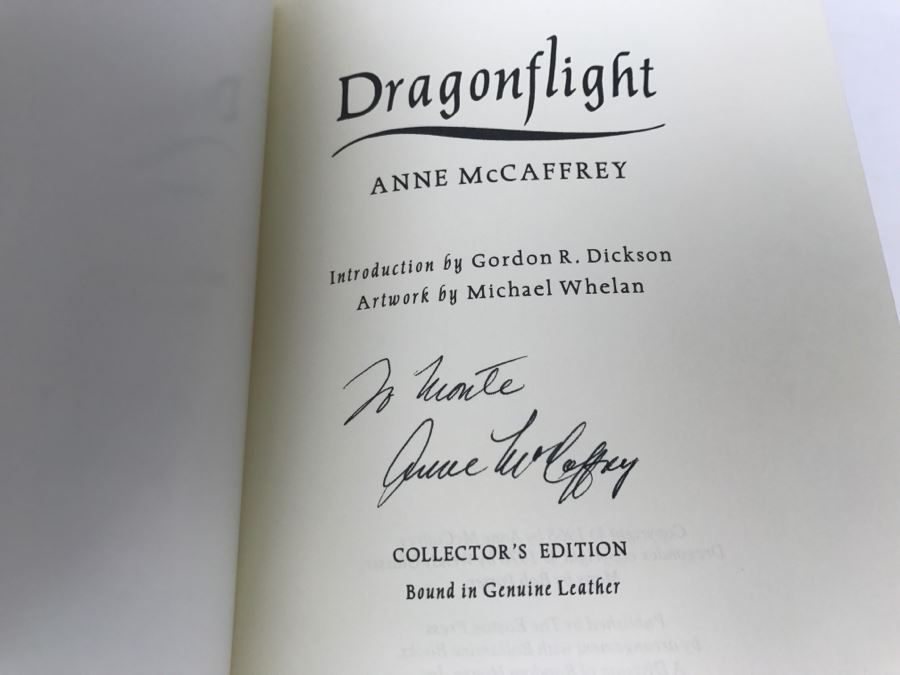 Dragonflight
ANNE McCAFFREY
Introduction by Gordon R. Dickson
Artwork by Michael Whelan
To Monte
Anne McCaffrey
COLLECTOR'S EDITION
Bound in Genuine Leather